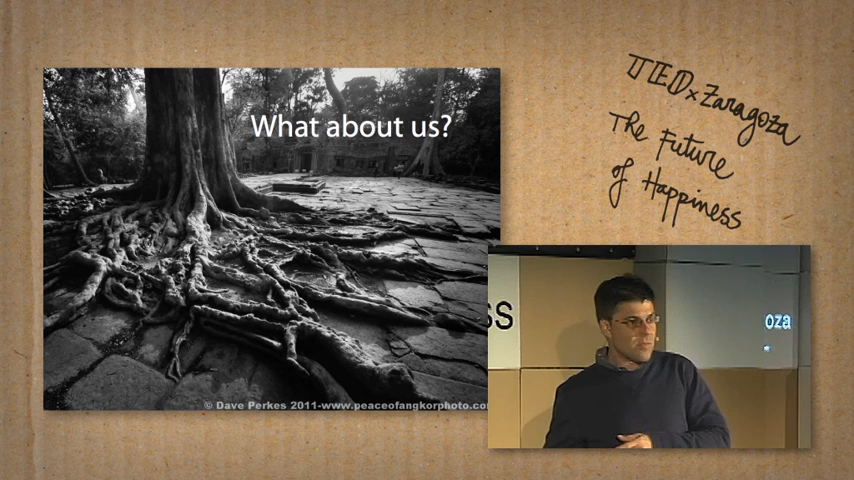 What about us?
TEDxZaragoza
The Future
of Happiness
ss
oza
© Dave Perkes 2011-www.peaceofangkorphoto.co